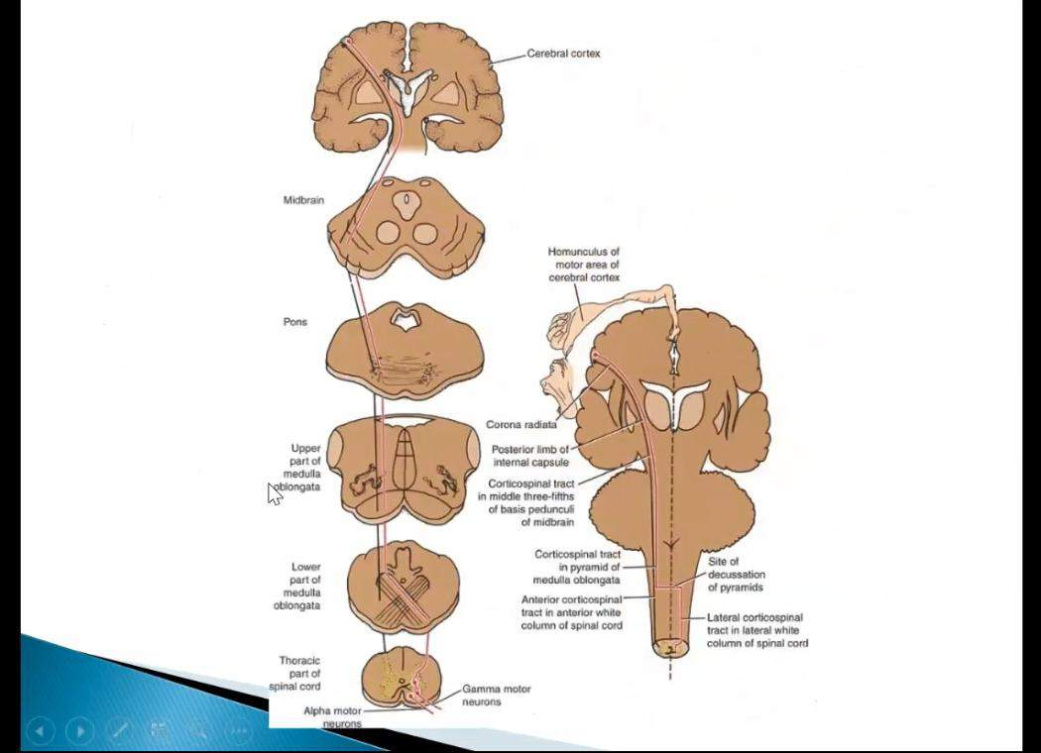 Cerebral cortex
Midbrain
Pons
Upper
part of
medulla
oblongata
Lower
part of
medulla
oblongata
Thoracic
part of
spinal cord
Alpha motor
neurons
Gamma motor
neurons
Homunculus of
motor area of
cerebral cortex
Corona radiata
Posterior limb of
internal capsule
Corticospinal tract
in middle three-fifths
of basis pedunculi
of midbrain
Corticospinal tract
in pyramid of
medulla oblongata
Anterior corticospinal
tract in anterior white
column of spinal cord
Site of
decussation
of pyramids
Lateral corticospinal
tract in lateral white
column of spinal cord